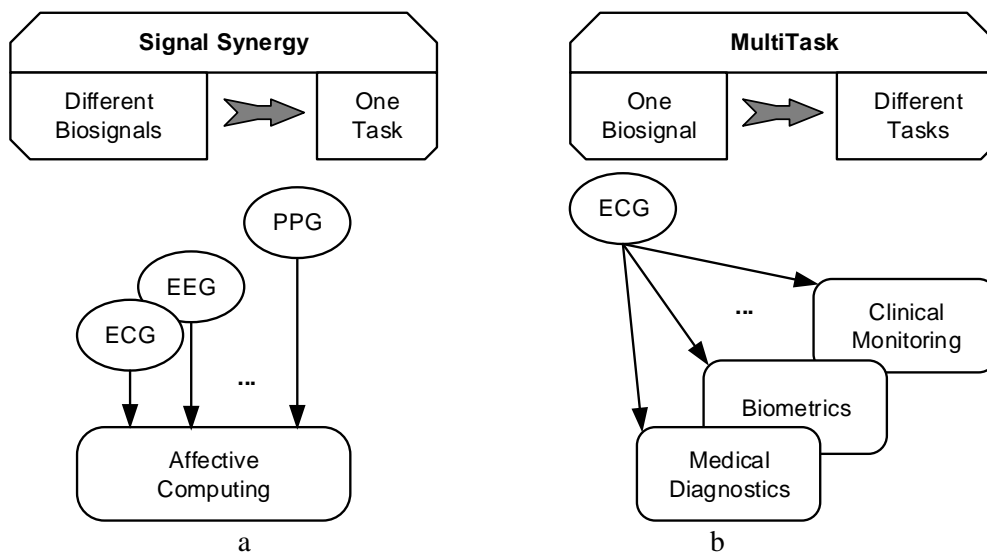 Signal Synergy
Different
Biosignals
One
Task
PPG
EEG
ECG
...
Affective
Computing
a
MultiTask
One
Biosignal
Different
Tasks
ECG
...
Clinical
Monitoring
Biometrics
Medical
Diagnostics
b